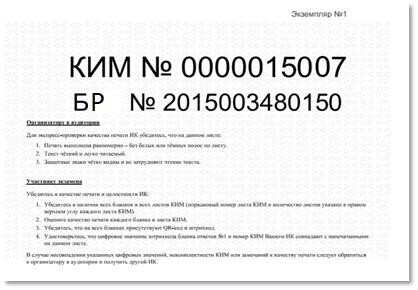 Экземпляр №1
КИМ № 0000015007
БР № 2015003480150
Организатору в аудитории
Для экспресс-проверки качества печати ИК убедитесь, что на данном листе:
1. Печать выполнена равномерно – без белых или тёмных полос по листу.
2. Текст чёткий и легко читаемый.
3. Защитные знаки чётко видны и не затрудняют чтение текста.
Участнику экзамена
Убедитесь в качестве печати и целостности ИК:
1. Убедитесь в наличии всех бланков и всех листов КИМ (порядковый номер листа КИМ и количество листов указано в правом
верхнем углу каждого листа КИМ).
2. Оцените качество печати каждого бланка и листа КИМ.
3. Убедитесь, что на всех бланках присутствуют QR-код и штрихкод.
4. Удостоверьтесь, что цифровое значение штрихкода бланка ответов №1 и номер КИМ Вашего ИК совпадают с напечатанными
на данном листе.
В случае несовпадения указанных цифровых значений, некомплектности КИМ или замечаний к качеству печати следует обратиться
к организатору в аудитории и получить другой ИК.